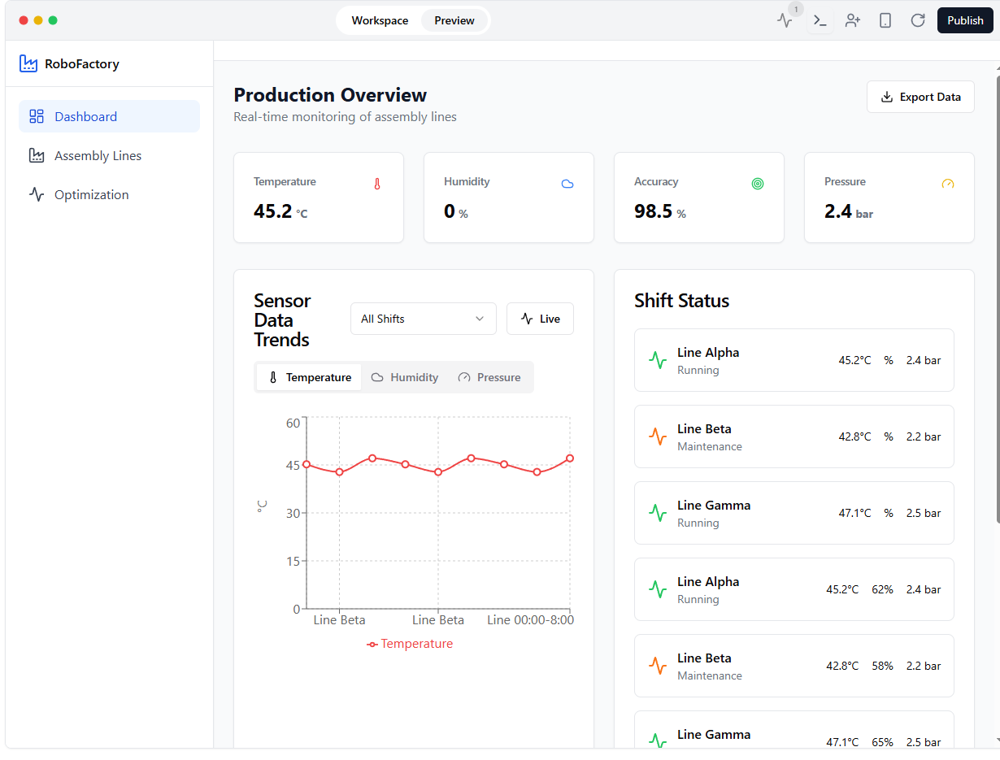 Workspace Preview 1 Publish
RoboFactory
Dashboard
Assembly Lines
Optimization
Production Overview
Real-time monitoring of assembly lines
Export Data
Temperature
45.2 °C
Humidity
0 %
Accuracy
98.5 %
Pressure
2.4 bar
Sensor
Data
Trends
All Shifts
Live
Temperature Humidity Pressure
60
45
30
15
0
°C
Line Beta Line Beta Line 00:00-8:00
Temperature
Shift Status
Line Alpha
Running
45.2°C % 2.4 bar
Line Beta
Maintenance
42.8°C % 2.2 bar
Line Gamma
Running
47.1°C % 2.5 bar
Line Alpha
Running
45.2°C 62% 2.4 bar
Line Beta
Maintenance
42.8°C 58% 2.2 bar
Line Gamma
47.1°C 65% 2.5 bar